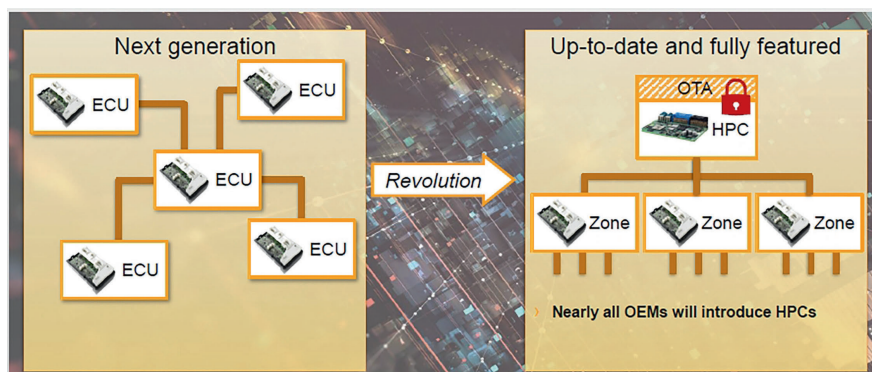 Next generation
ECU
ECU
ECU
ECU
ECU
Revolution
Up-to-date and fully featured
OTA
HPC
Zone
Zone
Zone
Nearly all OEMs will introduce HPCs